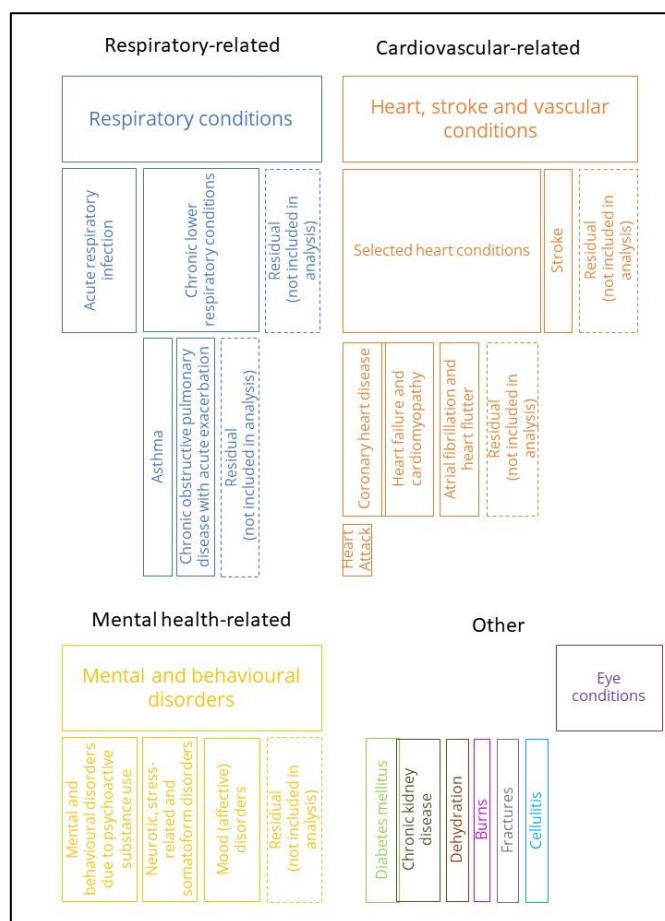 Respiratory-related
Cardiovascular-related
Respiratory conditions
Heart, stroke and vascular
conditions
Acute respiratory
infection
Chronic lower
respiratory conditions
Residual
(not included in
analysis)
Selected heart conditions
Stroke
Residual
(not included in
analysis)
Asthma
Chronic obstructive pulmonary
disease with acute exacerbation
Residual
(not included in analysis)
Coronary heart disease
Heart failure and
cardiomyopathy
Atrial fibrillation and
heart flutter
Residual
(not included in
analysis)
Heart
Attack
Mental health-related
Other
Mental and behavioural
disorders
Eye
conditions
Mental and
behavioural disorders
due to psychoactive
substance use
Neurotic, stress-
related and
somatoform disorders
Mood (affective)
disorders
Residual
(not included in
analysis)
Diabetes mellitus
Chronic kidney
disease
Dehydration
Burns
Fractures
Cellulitis